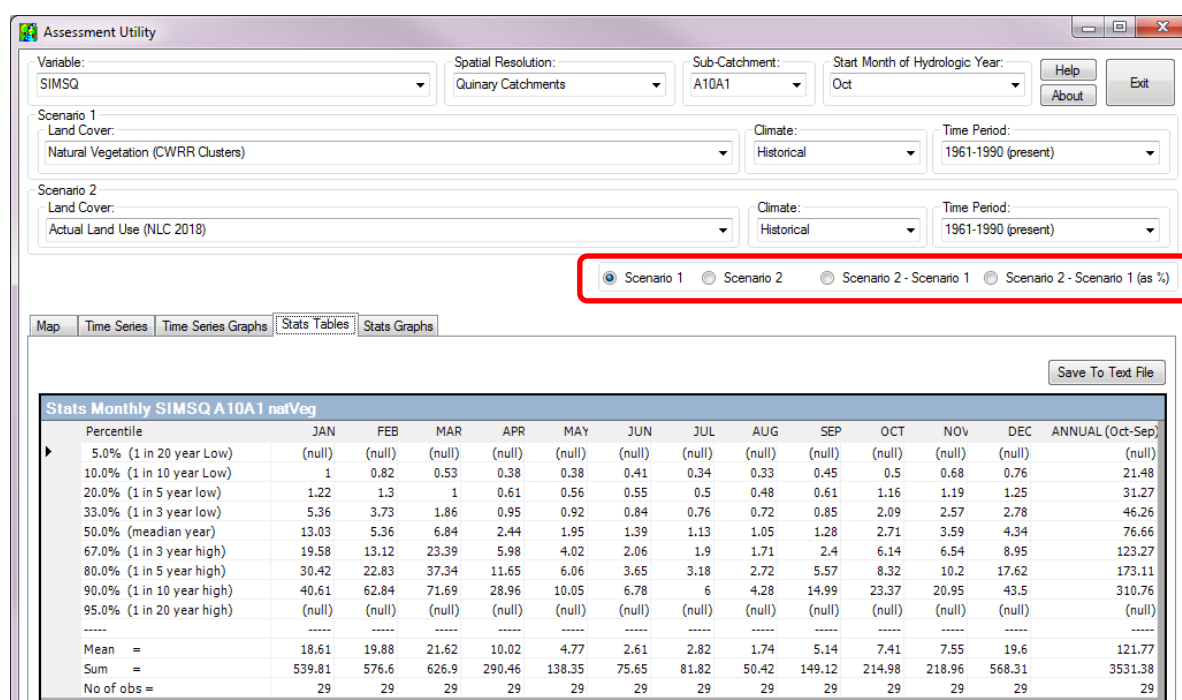 Assessment Utility
Variable: Spatial Resolution: Sub-Catchment: Start Month of Hydrologic Year: Help Exit
SIMSQ Quinary Catchments A10A1 Oct About
Scenario 1
Land Cover: Climate: Time Period:
Natural Vegetation (CWRR Clusters) Historical 1961-1990 (present)
Scenario 2
Land Cover: Climate: Time Period:
Actual Land Use (NLC 2018) Historical 1961-1990 (present)
Scenario 1 Scenario 2 Scenario 2 - Scenario 1 Scenario 2 - Scenario 1 (as %)
Map Time Series Time Series Graphs Stats Tables Stats Graphs
Save To Text File
Stats Monthly SIMSQ A10A1 natVeg
Percentile JAN FEB MAR APR MAY JUN JUL AUG SEP OCT NOV DEC ANNUAL (Oct-Sep)
5.0% (1 in 20 year Low) (null) (null) (null) (null) (null) (null) (null) (null) (null) (null) (null) (null) (null)
10.0% (1 in 10 year Low) 1 0.82 0.53 0.38 0.38 0.41 0.34 0.33 0.45 0.5 0.68 0.76 21.48
20.0% (1 in 5 year low) 1.22 1.3 1 0.61 0.56 0.55 0.5 0.48 0.61 1.16 1.19 1.25 31.27
33.0% (1 in 3 year low) 5.36 3.73 1.86 0.95 0.92 0.84 0.76 0.72 0.85 2.09 2.57 2.78 46.26
50.0% (meadian year) 13.03 5.36 6.84 2.44 1.95 1.39 1.13 1.05 1.28 2.71 3.59 4.34 76.66
67.0% (1 in 3 year high) 19.58 13.12 23.39 5.98 4.02 2.06 1.9 1.71 2.4 6.14 6.54 8.95 123.27
80.0% (1 in 5 year high) 30.42 22.83 37.34 11.65 6.06 3.65 3.18 2.72 5.57 8.32 10.2 17.62 173.11
90.0% (1 in 10 year high) 40.61 62.84 71.69 28.96 10.05 6.78 6 4.28 14.99 23.37 20.95 43.5 310.76
95.0% (1 in 20 year high) (null) (null) (null) (null) (null) (null) (null) (null) (null) (null) (null) (null) (null)
----- ----- ----- ----- ----- ----- ----- ----- ----- ----- ----- ----- ----- -----
Mean = 18.61 19.88 21.62 10.02 4.77 2.61 2.82 1.74 5.14 7.41 7.55 19.6 121.77
Sum = 539.81 576.6 626.9 290.46 138.35 75.65 81.82 50.42 149.12 214.98 218.96 568.31 3531.38
No of obs = 29 29 29 29 29 29 29 29 29 29 29 29 29